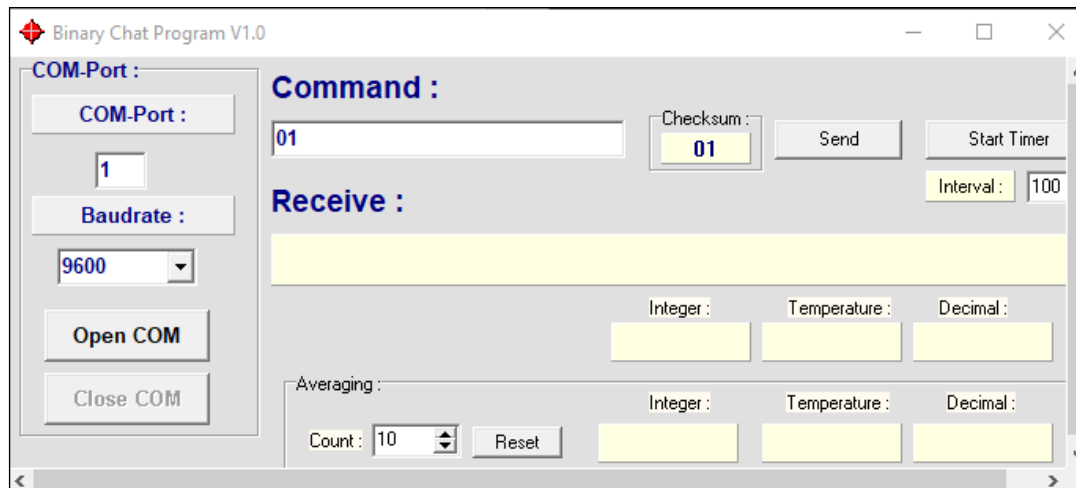 Binary Chat Program V1.0
COM-Port :
COM-Port :
1
Baudrate :
9600
Open COM
Close COM
Command :
01
Checksum :
01
Send
Start Timer
Interval : 100
Receive :
Integer : Temperature : Decimal :
Averaging :
Integer : Temperature : Decimal :
Count : 10 Reset